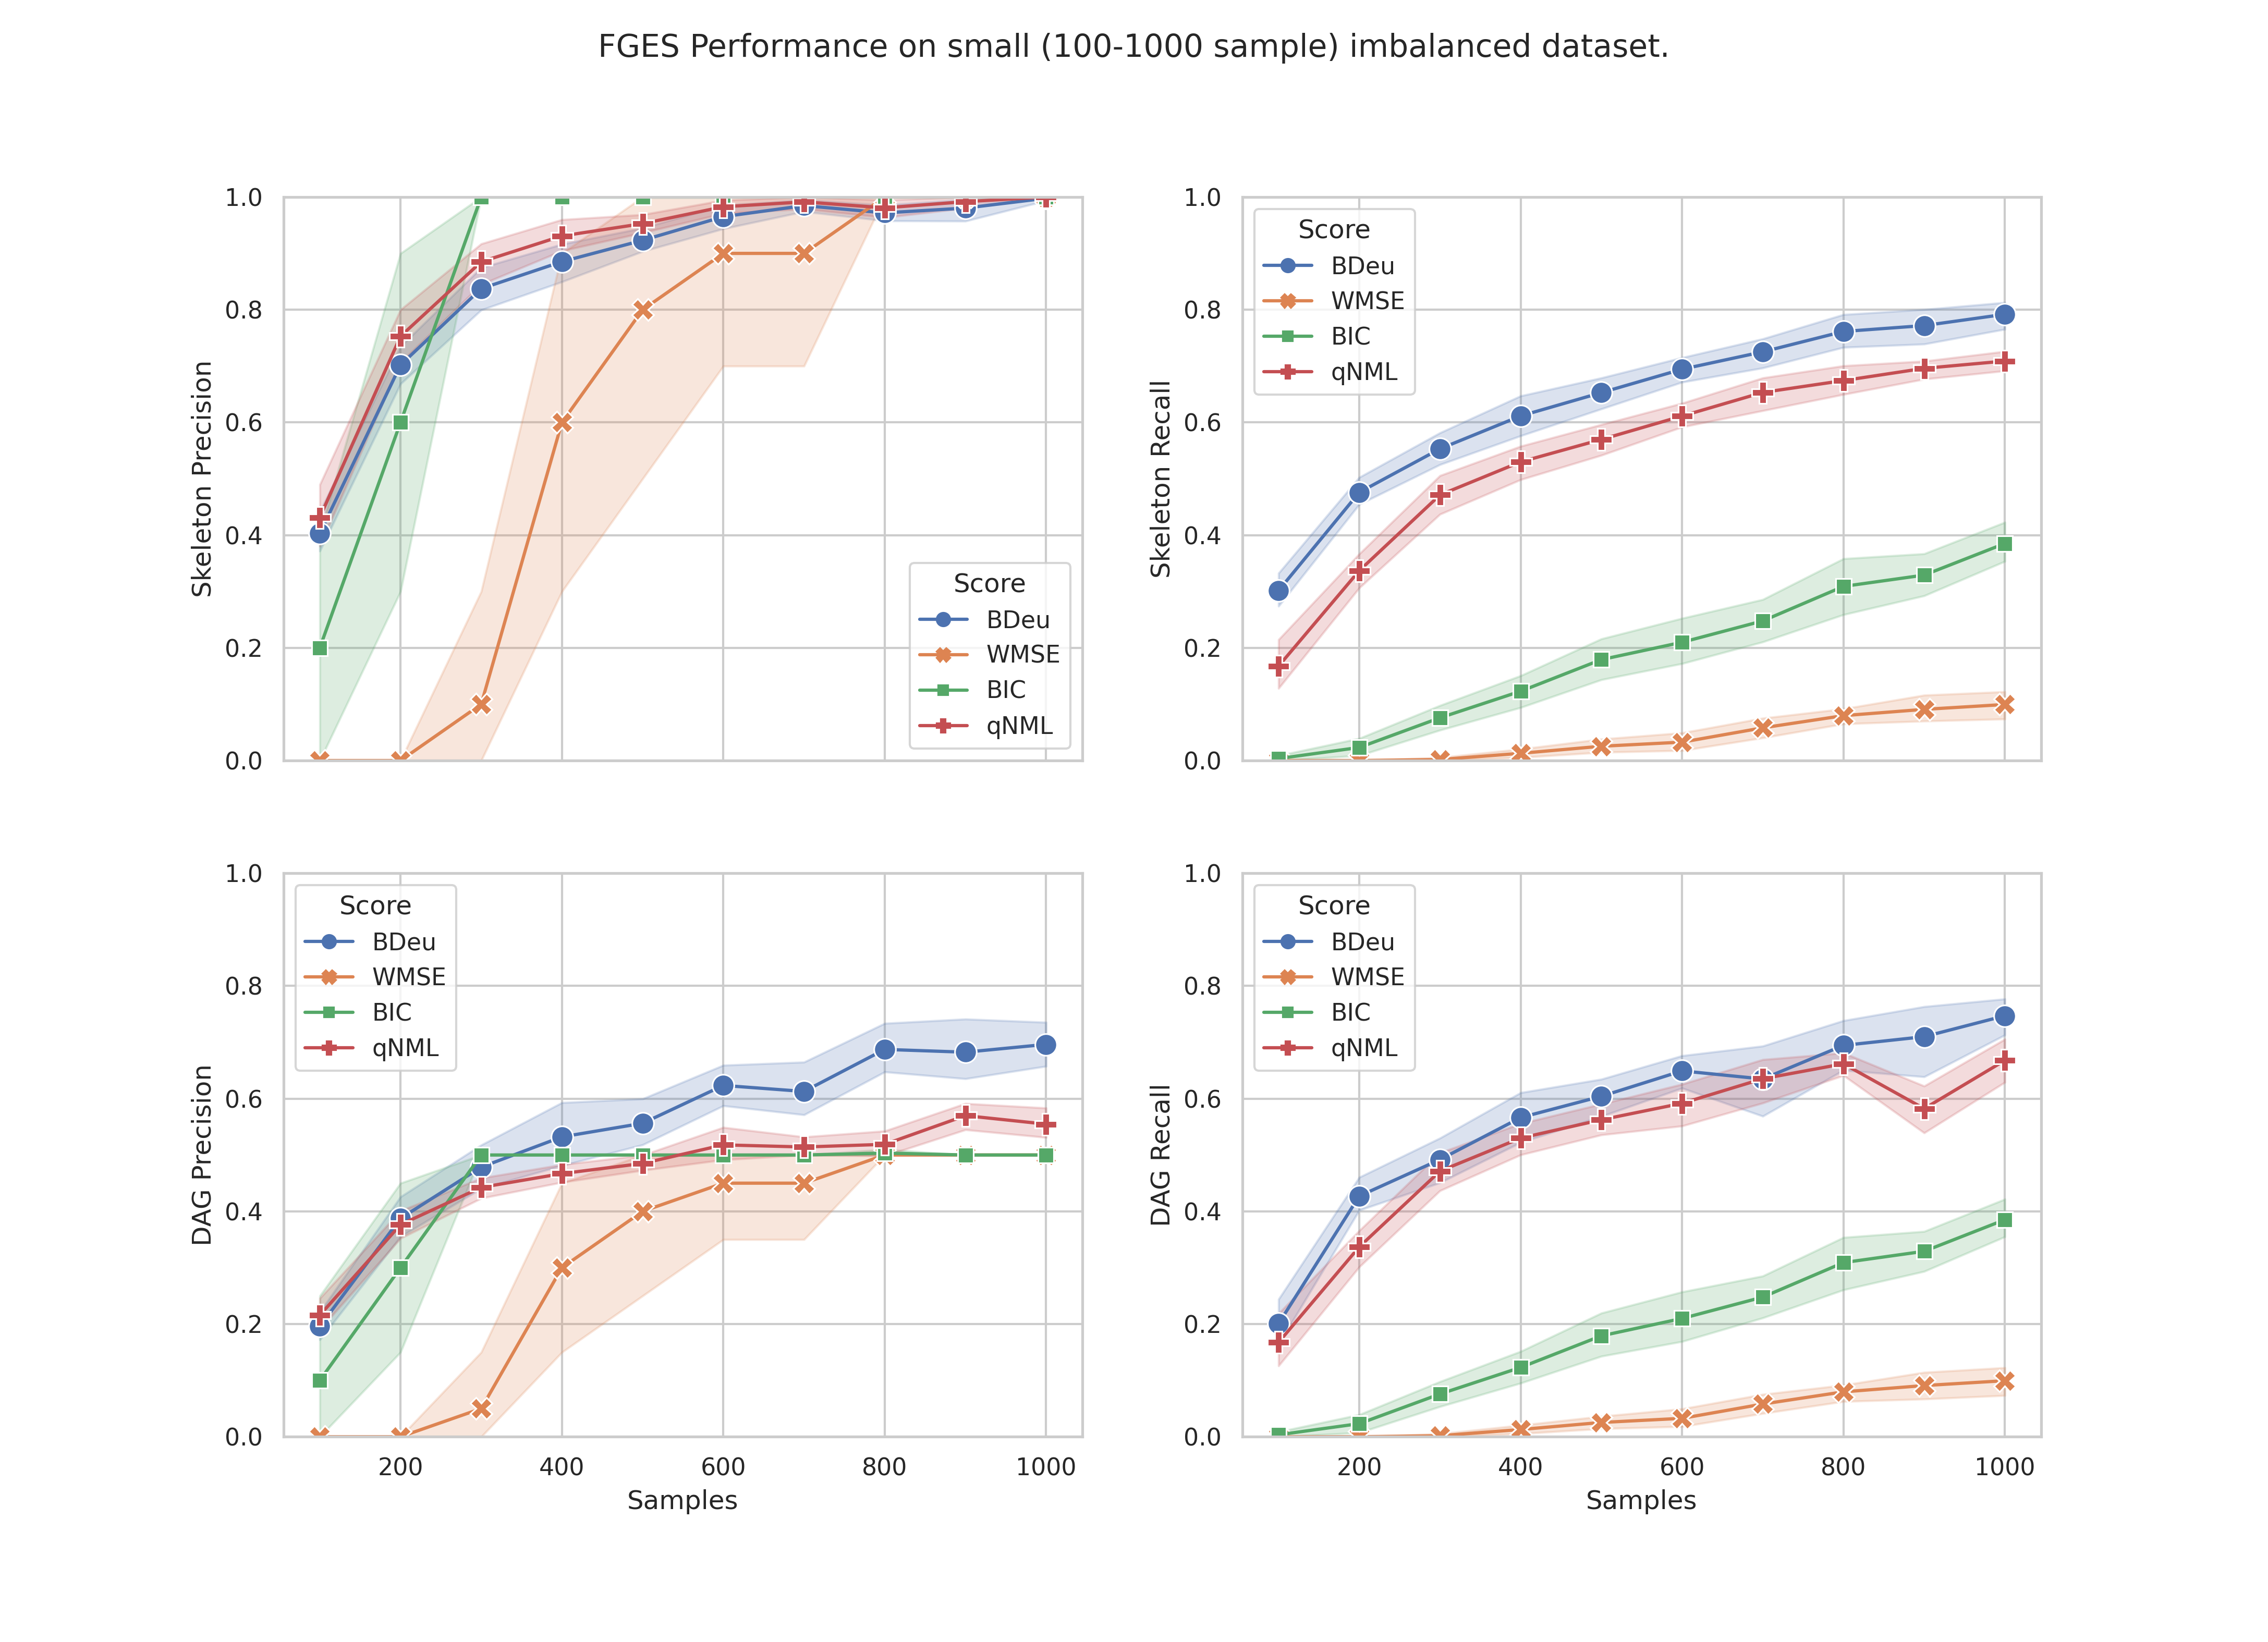 FGES Performance on small (100-1000 sample) imbalanced dataset.
Skeleton Precision
1.0
0.8
0.6
0.4
0.2
0.0
Score
BDeu
WMSE
BIC
qNML
Skeleton Recall
1.0
0.8
0.6
0.4
0.2
0.0
Score
BDeu
WMSE
BIC
qNML
DAG Precision
1.0
0.8
0.6
0.4
0.2
0.0
Score
BDeu
WMSE
BIC
qNML
200 400 600 800 1000
Samples
DAG Recall
1.0
0.8
0.6
0.4
0.2
0.0
Score
BDeu
WMSE
BIC
qNML
200 400 600 800 1000
Samples